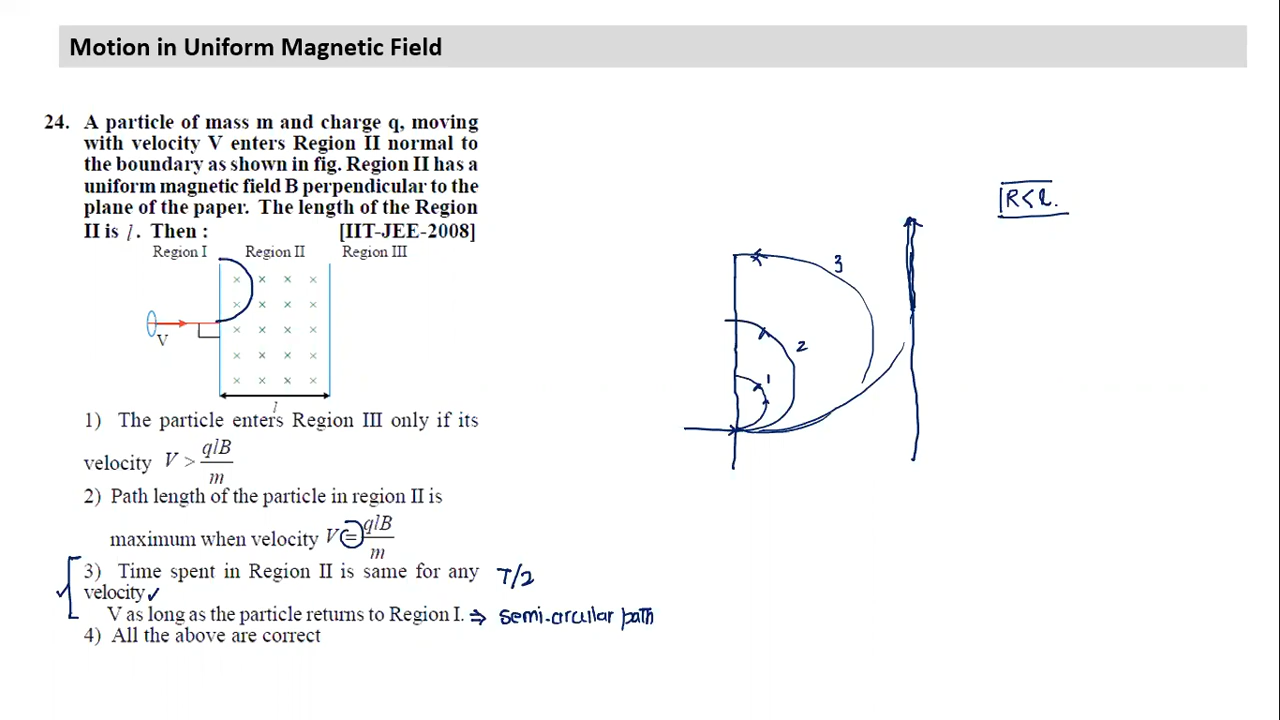 Motion in Uniform Magnetic Field
24. A particle of mass m and charge q, moving
with velocity V enters Region II normal to
the boundary as shown in fig. Region II has a
uniform magnetic field B perpendicular to the
plane of the paper. The length of the Region
II is l. Then : [IIT-JEE-2008]
Region I Region II Region III
V
l
1) The particle enters Region III only if its
velocity V > qlB/m
2) Path length of the particle in region II is
maximum when velocity V = qlB/m
3) Time spent in Region II is same for any T/2
velocity ✓
V as long as the particle returns to Region I. ⇒ semi-circular path
4) All the above are correct
R<l.
3
2
1